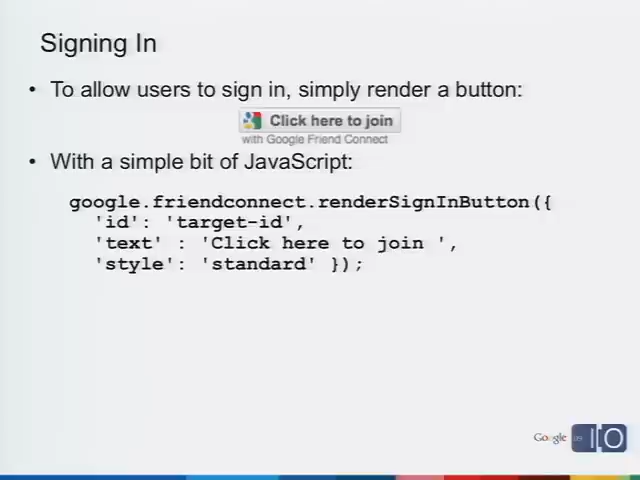 Signing In
• To allow users to sign in, simply render a button:
Click here to join
with Google Friend Connect
• With a simple bit of JavaScript:
google.friendconnect.renderSignInButton({
'id': 'target-id',
'text' : 'Click here to join ',
'style': 'standard' });
Google IO